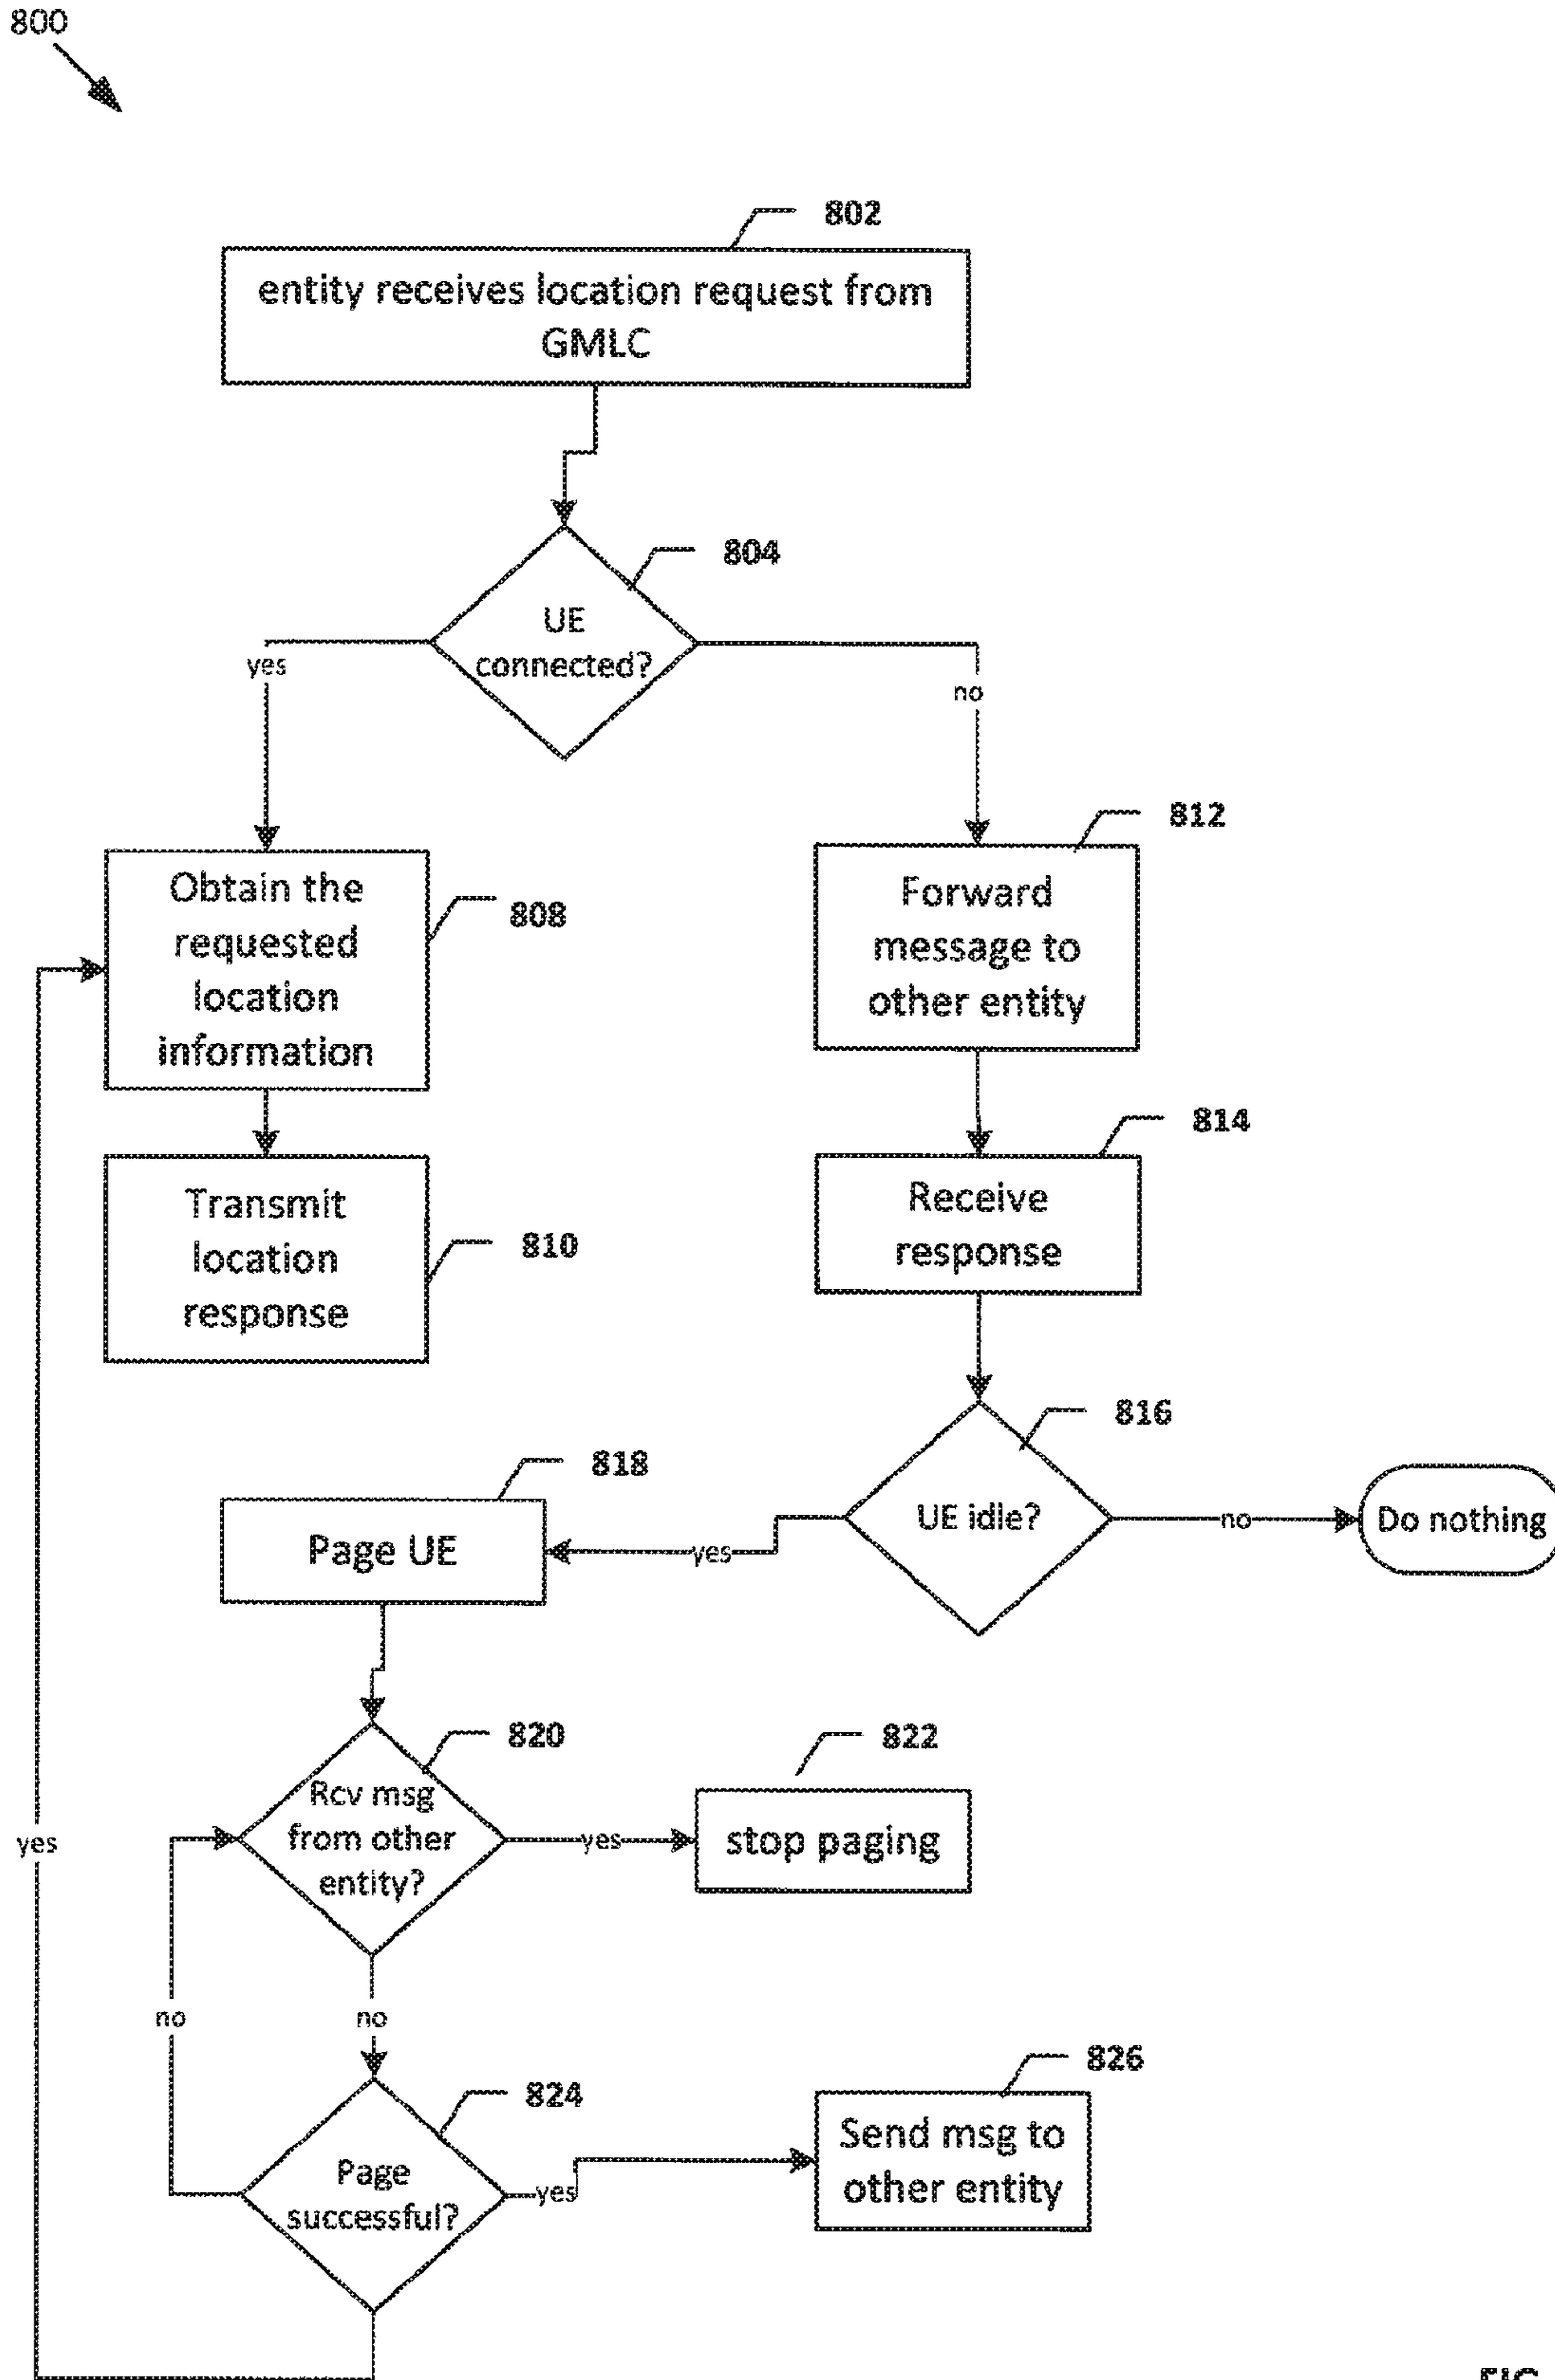 800
802
entity receives location request from
GMLC
804
UE
connected?
yes
no
812
Obtain the
requested
location
information
808
Forward
message to
other entity
814
Transmit
location
response
810
Receive
response
816
818
UE idle?
no
Do nothing
Page UE
yes
820
822
Rcv msg
from other
entity?
yes
stop paging
yes
no
no
826
824
Send msg to
other entity
Page
successful?
yes